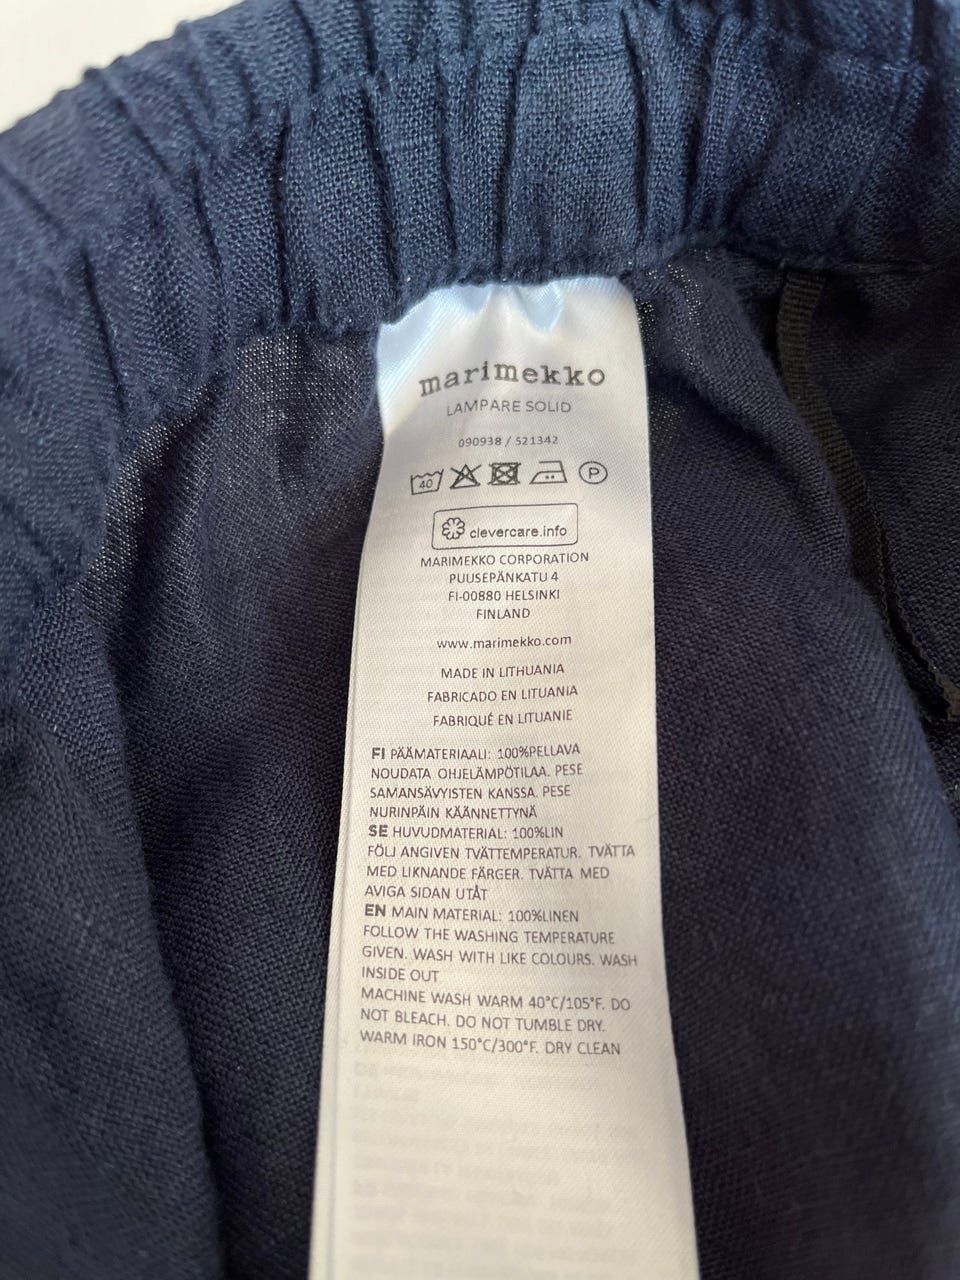 marimekko
LAMPARE SOLID
090938 / 521342
40 P
clevercare.info
MARIMEKKO CORPORATION
PUUSEPÄNKATU 4
FI-00880 HELSINKI
FINLAND
www.marimekko.com
MADE IN LITHUANIA
FABRICADO EN LITUANIA
FABRIQUÉ EN LITUANIE
FI PÄÄMATERIAALI: 100%PELLAVA
NOUDATA OHJELÄMPÖTILAA. PESE
SAMANSÄVYISTEN KANSSA. PESE
NURINPÄIN KÄÄNNETTYNÄ
SE HUVUDMATERIAL: 100%LIN
FÖLJ ANGIVEN TVÄTTEMPERATUR. TVÄTTA
MED LIKNANDE FÄRGER. TVÄTTA MED
AVIGA SIDAN UTÅT
EN MAIN MATERIAL: 100%LINEN
FOLLOW THE WASHING TEMPERATURE
GIVEN. WASH WITH LIKE COLOURS. WASH
INSIDE OUT
MACHINE WASH WARM 40°C/105°F. DO
NOT BLEACH. DO NOT TUMBLE DRY.
WARM IRON 150°C/300°F. DRY CLEAN